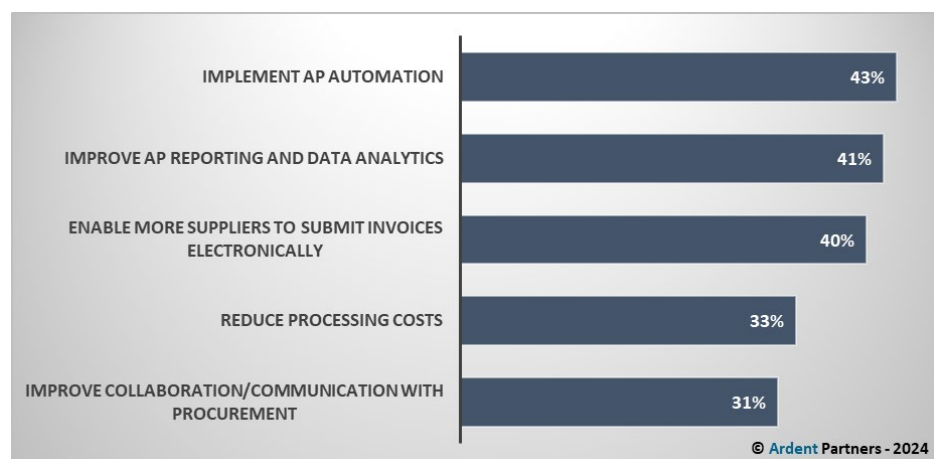 IMPLEMENT AP AUTOMATION
43%
IMPROVE AP REPORTING AND DATA ANALYTICS
41%
ENABLE MORE SUPPLIERS TO SUBMIT INVOICES
ELECTRONICALLY
40%
REDUCE PROCESSING COSTS
33%
IMPROVE COLLABORATION/COMMUNICATION WITH
PROCUREMENT
31%
© Ardent Partners - 2024